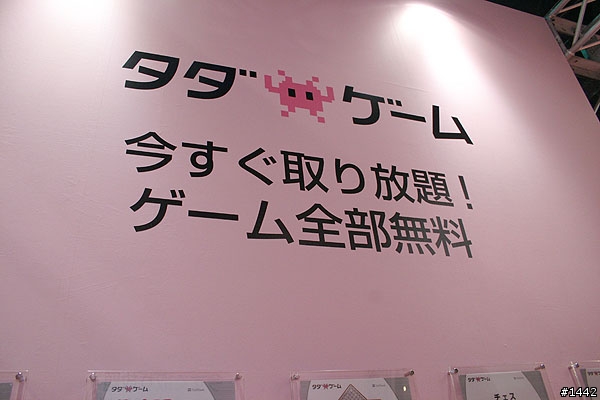 タダ ゲーム
今すぐ取り放題！
ゲーム全部無料
タダ ゲーム
タダ ゲーム
タダ ゲーム
チェス
#1442